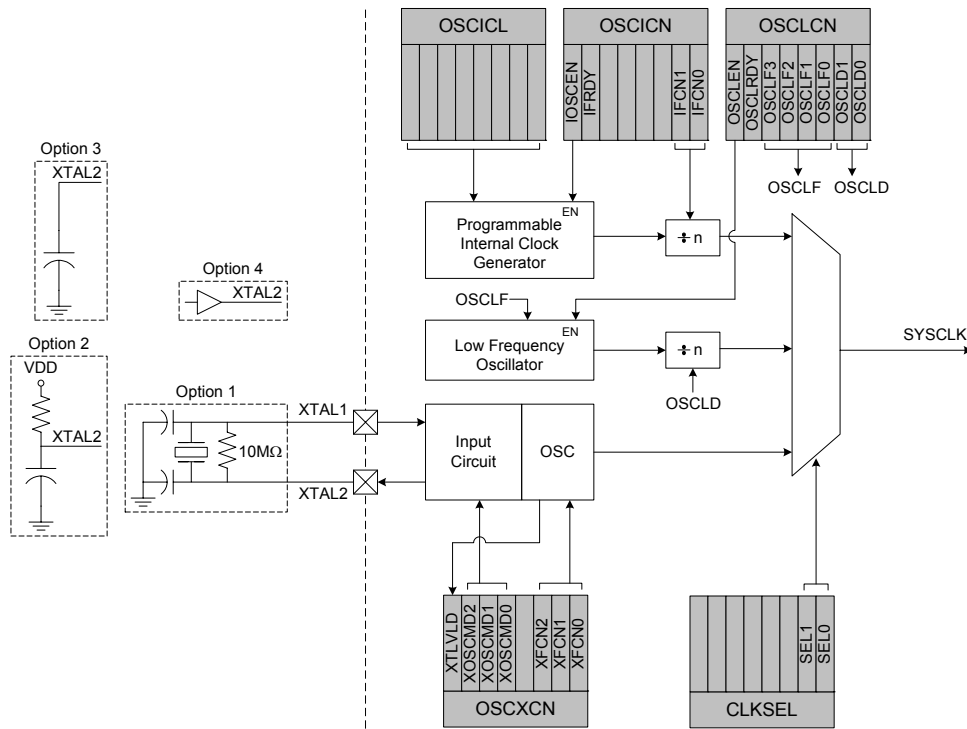 OSCICL
OSCICN
OSCLCN
IOSCEN
IFRDY
IFCN1
IFCN0
OSCLEN
OSCLRDY
OSCLF3
OSCLF2
OSCLF1
OSCLF0
OSCLD1
OSCLD0
OSCLF
OSCLD
Option 3
XTAL2
Option 4
XTAL2
Option 2
VDD
XTAL2
Option 1
10MΩ
XTAL1
XTAL2
EN
Programmable
Internal Clock
Generator
÷ n
OSCLF
EN
Low Frequency
Oscillator
÷ n
OSCLD
SYSCLK
Input
Circuit
OSC
XTLVLD
XOSCMD2
XOSCMD1
XOSCMD0
XFCN2
XFCN1
XFCN0
OSCXCN
SEL1
SEL0
CLKSEL